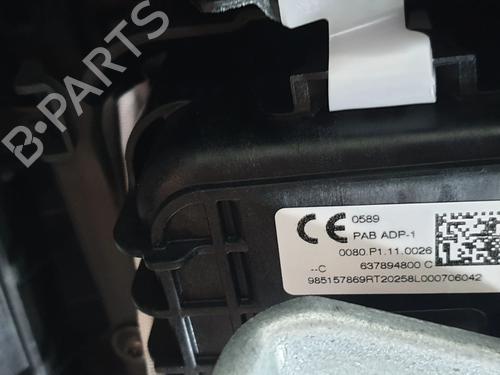 B-PARTS
CE 0589
PAB ADP-1
0080 P1.11.0026
--C 637894800 C
985157869RT20258L000706042